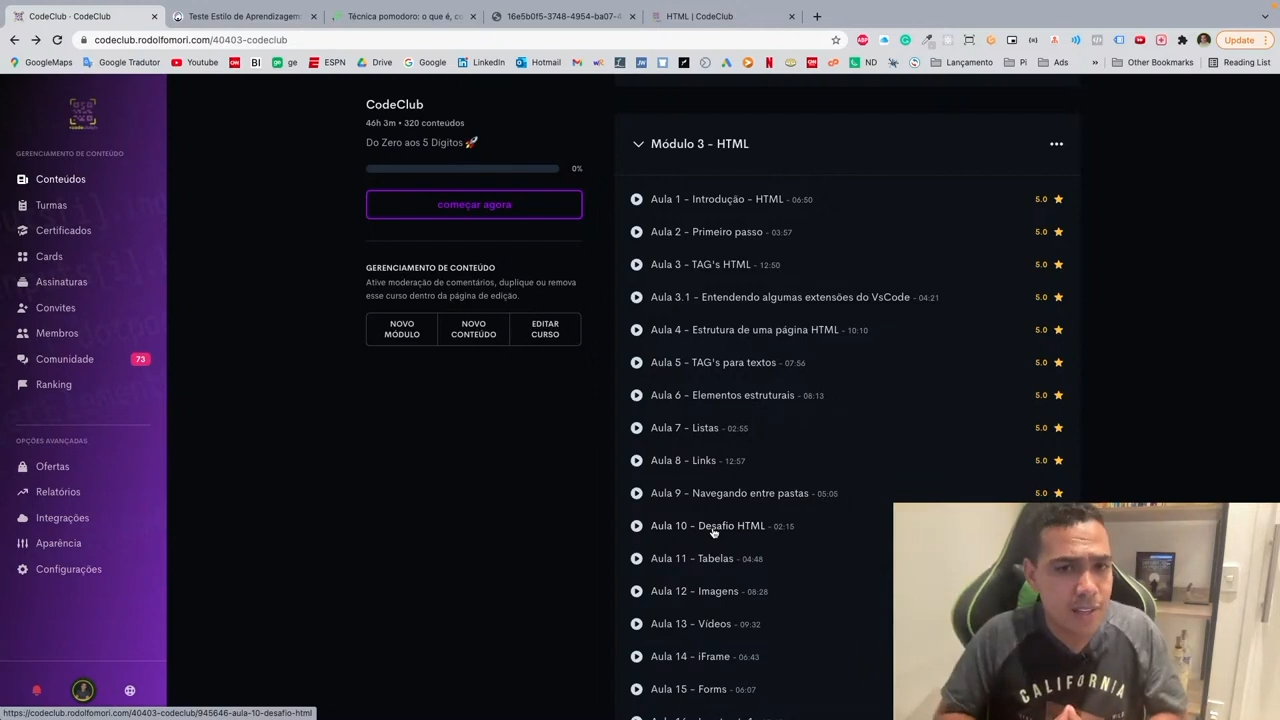 CodeClub - CodeClub
Teste Estilo de Aprendizagem
Técnica pomodoro: o que é, co
16e5b0f5-3748-4954-ba07-4
HTML | CodeClub
codeclub.rodolfomori.com/40403-codeclub
Update
GoogleMaps
Google Tradutor
Youtube
ge
ESPN
Drive
Google
LinkedIn
Hotmail
ND
Lançamento
Pi
Ads
Other Bookmarks
Reading List
GERENCIAMENTO DE CONTEÚDO
Conteúdos
Turmas
Certificados
Cards
Assinaturas
Convites
Membros
Comunidade 73
Ranking
OPÇÕES AVANÇADAS
Ofertas
Relatórios
Integrações
Aparência
Configurações
https://codeclub.rodolfomori.com/40403-codeclub/945646-aula-10-desafio-html
CodeClub
46h 3m • 320 conteúdos
Do Zero aos 5 Dígitos 🚀
0%
começar agora
GERENCIAMENTO DE CONTEÚDO
Ative moderação de comentários, duplique ou remova
esse curso dentro da página de edição.
NOVO MÓDULO
NOVO CONTEÚDO
EDITAR CURSO
Módulo 3 - HTML
Aula 1 - Introdução - HTML - 06:50 5.0
Aula 2 - Primeiro passo - 03:57 5.0
Aula 3 - TAG's HTML - 12:50 5.0
Aula 3.1 - Entendendo algumas extensões do VsCode - 04:21 5.0
Aula 4 - Estrutura de uma página HTML - 10:10 5.0
Aula 5 - TAG's para textos - 07:56 5.0
Aula 6 - Elementos estruturais - 08:13 5.0
Aula 7 - Listas - 02:55 5.0
Aula 8 - Links - 12:57 5.0
Aula 9 - Navegando entre pastas - 05:05 5.0
Aula 10 - Desafio HTML - 02:15
Aula 11 - Tabelas - 04:48
Aula 12 - Imagens - 08:28
Aula 13 - Vídeos - 09:32
Aula 14 - iFrame - 06:43
Aula 15 - Forms - 06:07
CALIFORNIA